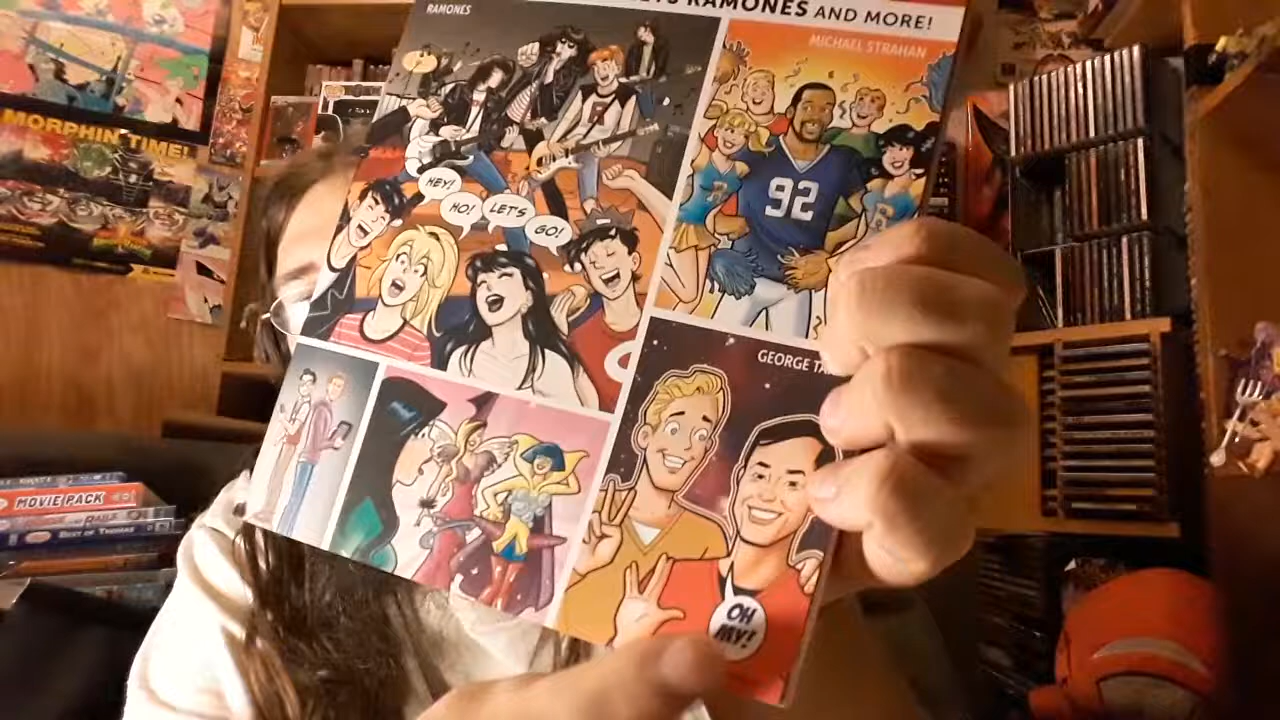 RAMONES AND MORE!
RAMONES
MICHAEL STRAHAN
MORPHIN' TIME!
HEY!
HO!
LET'S
GO!
92
GEORGE
OH
MY!
MOVIE PACK
BEST OF THOMAS